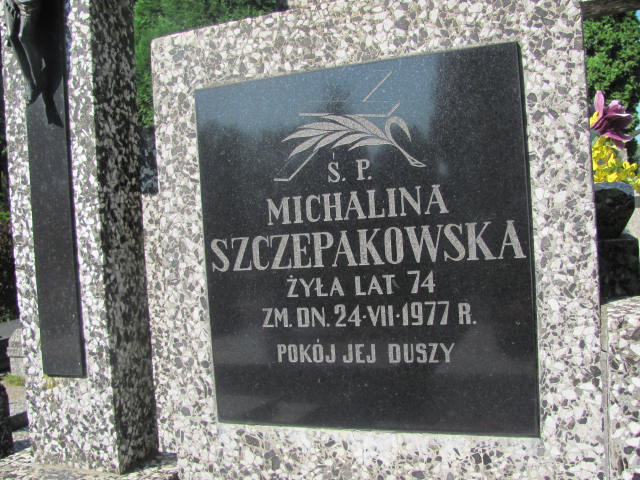 Ś. P.
MICHALINA
SZCZEPAKOWSKA
ŻYŁA LAT 74
ZM. DN. 24-VII-1977 R.
POKÓJ JEJ DUSZY